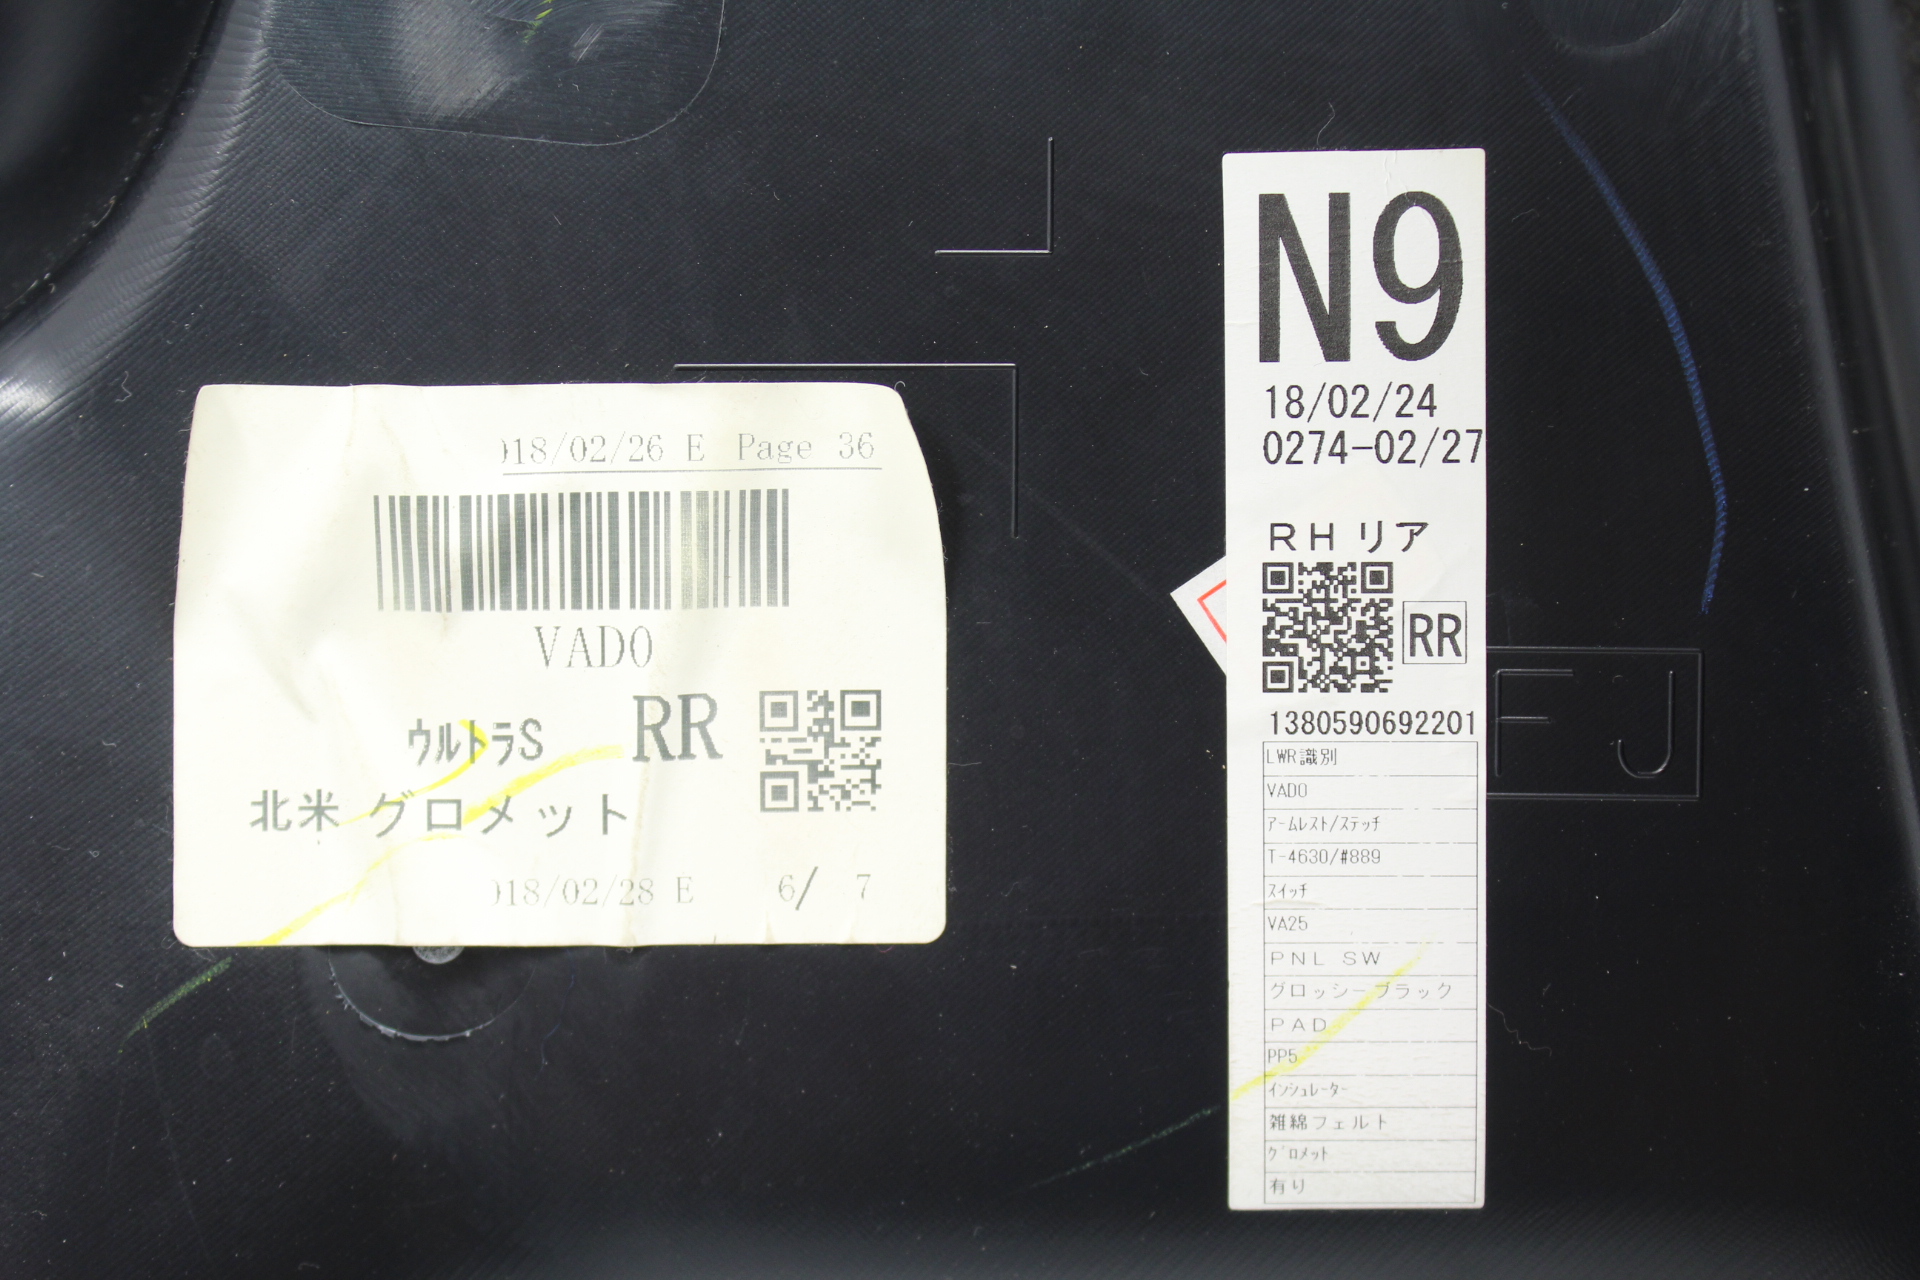 018/02/26 E Page 36
VAD0
ウルトラS RR
北米 グロメット
018/02/28 E 6/ 7
N9
18/02/24
0274-02/27
RH リア
RR
1380590692201
LWR識別
VAD0
アームレスト/ステッチ
T-4630/#889
スイッチ
VA25
PNL SW
グロッシーブラック
PAD
PP5
インシュレーター
雑綿フェルト
グロメット
有り
FJ